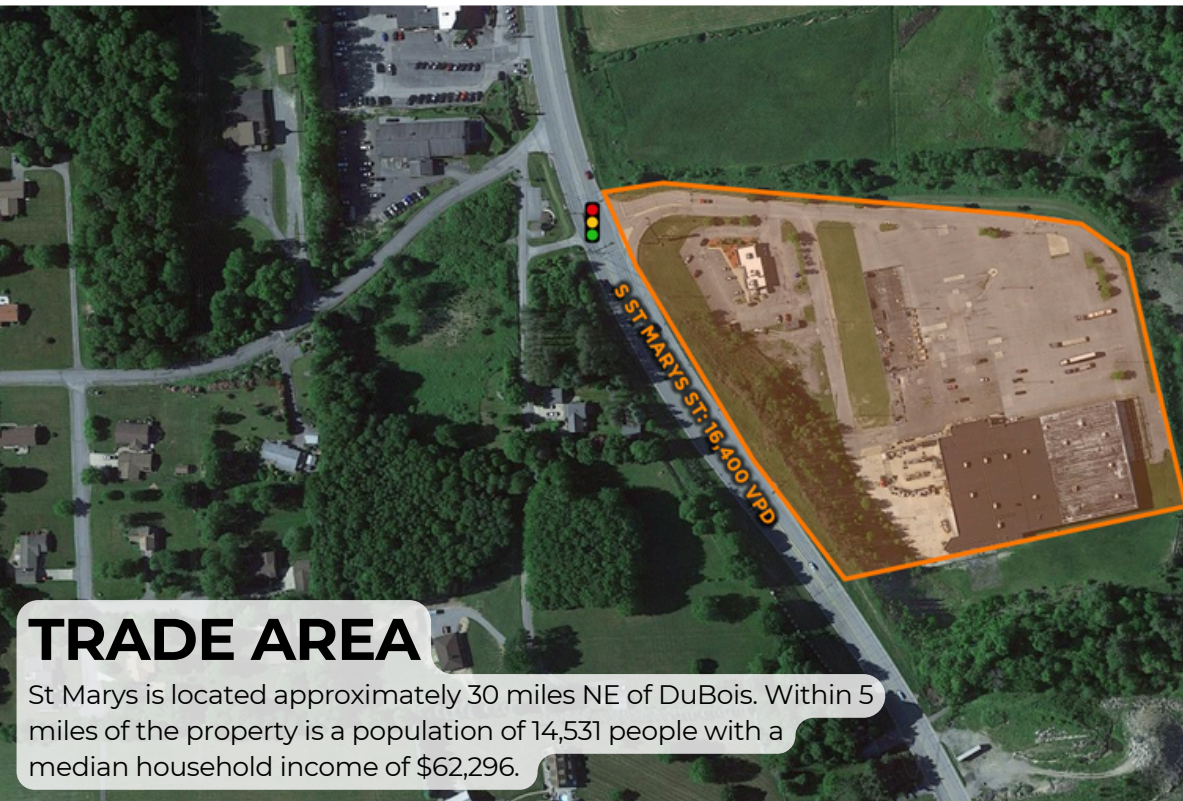 S ST MARYS ST: 16,400 VPD
TRADE AREA
St Marys is located approximately 30 miles NE of DuBois. Within 5
miles of the property is a population of 14,531 people with a
median household income of $62,296.